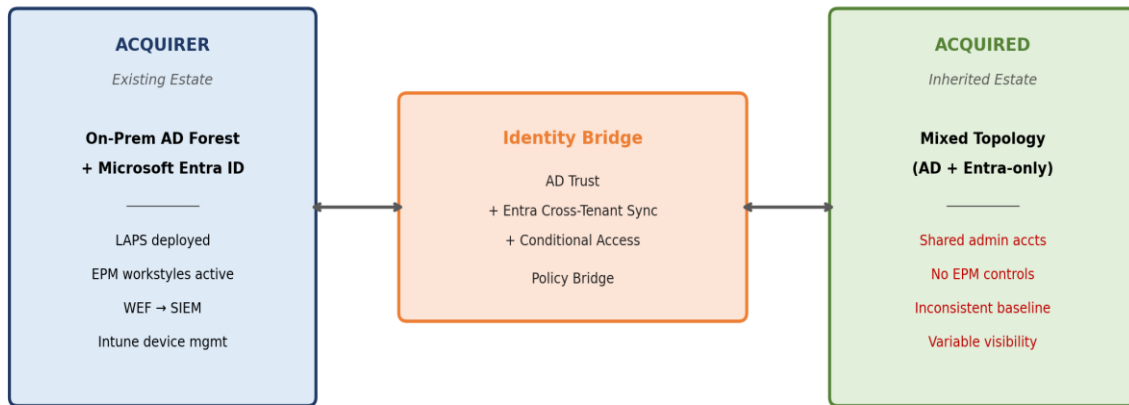 ACQUIRER
Existing Estate
On-Prem AD Forest
+ Microsoft Entra ID
LAPS deployed
EPM workstyles active
WEF → SIEM
Intune device mgmt
Identity Bridge
AD Trust
+ Entra Cross-Tenant Sync
+ Conditional Access
Policy Bridge
ACQUIRED
Inherited Estate
Mixed Topology
(AD + Entra-only)
Shared admin accts
No EPM controls
Inconsistent baseline
Variable visibility